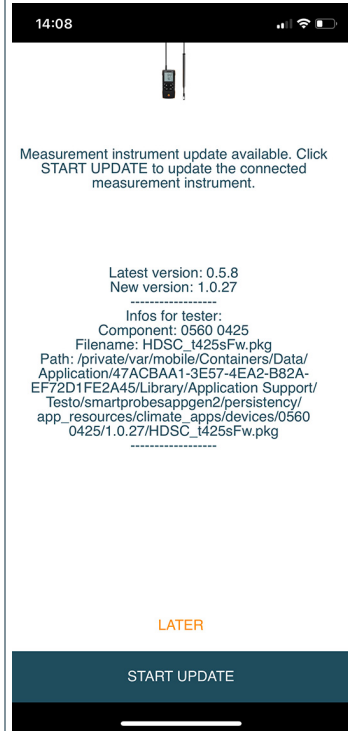 14:08
Measurement instrument update available. Click
START UPDATE to update the connected
measurement instrument.
Latest version: 0.5.8
New version: 1.0.27
------------------
Infos for tester:
Component: 0560 0425
Filename: HDSC_t425sFw.pkg
Path: /private/var/mobile/Containers/Data/
Application/47ACBAA1-3E57-4EA2-B82A-
EF72D1FE2A45/Library/Application Support/
Testo/smartprobesappgen2/persistency/
app_resources/climate_apps/devices/0560
0425/1.0.27/HDSC_t425sFw.pkg
------------------
LATER
START UPDATE